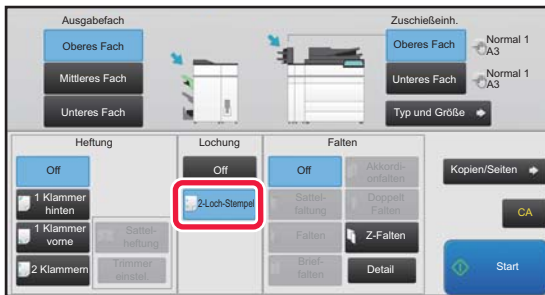 Ausgabefach
Zuschießeinh.
Oberes Fach
Mittleres Fach
Unteres Fach
Oberes Fach
Normal 1
A3
Unteres Fach
Normal 1
A3
Typ und Größe
Heftung
Lochung
Falten
Off
1 Klammer
hinten
1 Klammer
vorne
2 Klammern
Sattel-
heftung
Trimmer
einstel.
Off
2-Loch-Stempel
Off
Akkordi-
onfalten
Sattel-
faltung
Doppelt
Falten
Falten
Z-Falten
Brief-
falten
Detail
Kopien/Seiten
CA
Start